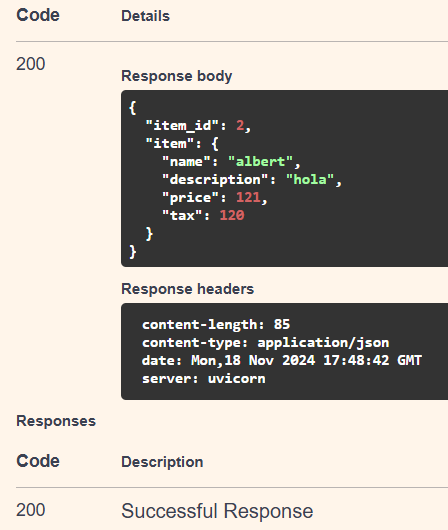 Code Details
200
Response body
{
  "item_id": 2,
  "item": {
    "name": "albert",
    "description": "hola",
    "price": 121,
    "tax": 120
  }
}
Response headers
content-length: 85
content-type: application/json
date: Mon,18 Nov 2024 17:48:42 GMT
server: uvicorn
Responses
Code Description
200 Successful Response